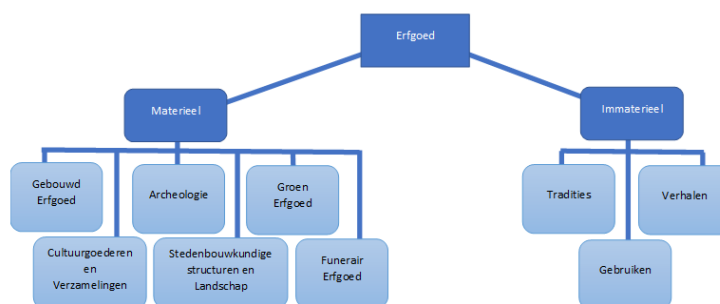 Erfgoed
Materieel
Immaterieel
Gebouwd
Erfgoed
Archeologie
Groen
Erfgoed
Tradities
Verhalen
Cultuurgoederen
en
Verzamelingen
Stedenbouwkundige
structuren en
Landschap
Funerair
Erfgoed
Gebruiken